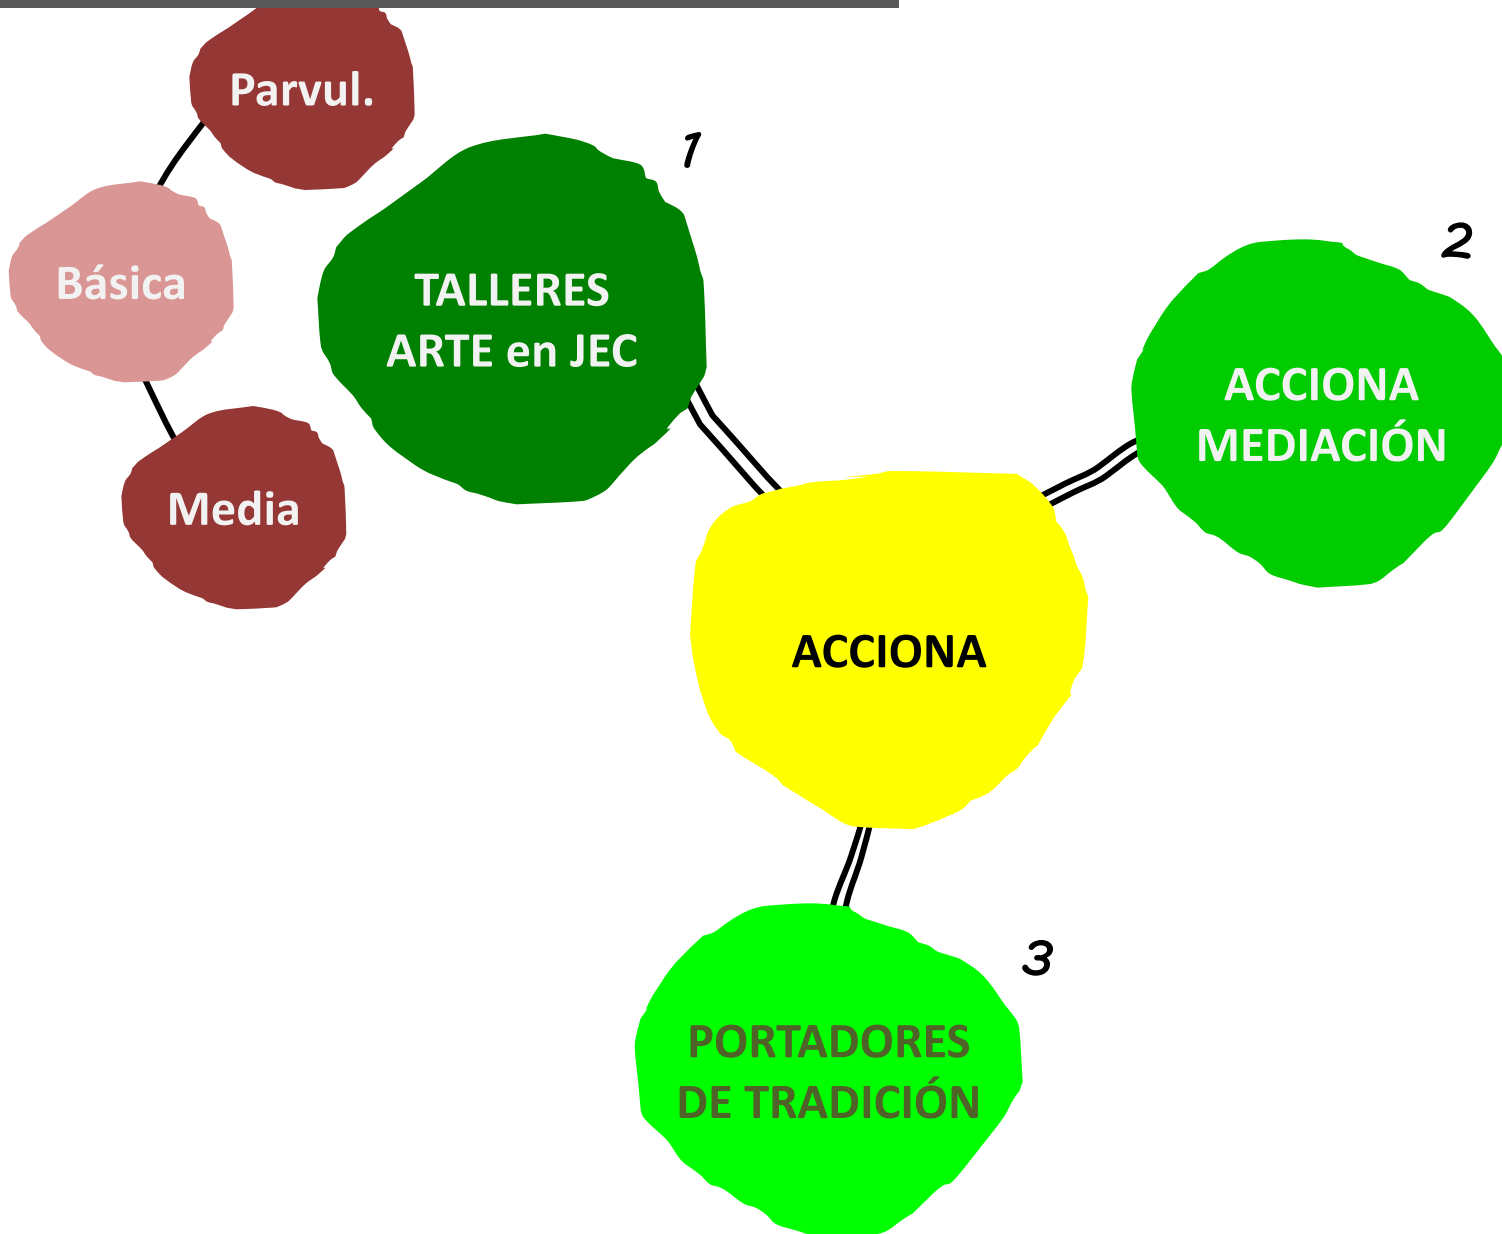 Parvul.
1
TALLERES
ARTE en JEC
Básica
2
ACCIONA
MEDIACIÓN
Media
ACCIONA
3
PORTADORES
DE TRADICIÓN